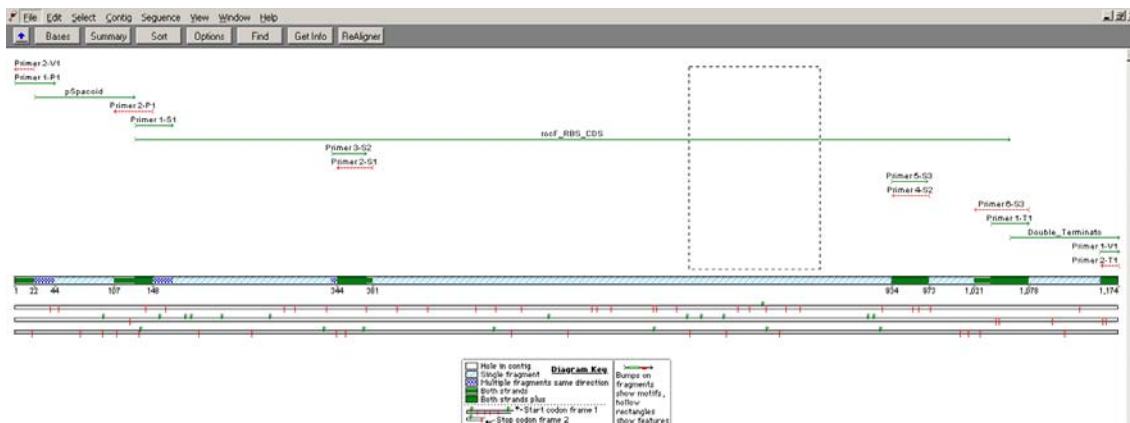 File Edit Select Contig Sequence View Window Help
Bases Summary Sort Options Find Get Info ReAligner
Primer 2-V1
Primer 1-P1
pSpacoid
Primer 2-P1
Primer 1-S1
rocF_RBS_CDS
Primer 3-S2
Primer 2-S1
Primer 5-S3
Primer 4-S2
Primer 6-S3
Primer 1-T1
Double_Terminato
Primer 1-V1
Primer 2-T1
1 22 44 107 148 344 381 934 973 1,021 1,078 1,174
Diagram Key
Hole in contig
Single fragment
Multiple fragments same direction
Both strands
Both strands plus
Start codon frame 1
Stop codon frame 2
Bumps on
fragments
show motifs,
hollow
rectangles
show features